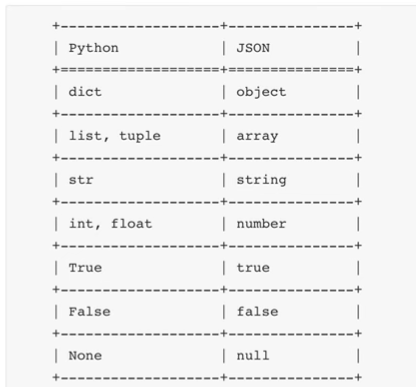 +-------------------+---------------+
| Python            | JSON          |
+===================+===============+
| dict              | object        |
+-------------------+---------------+
| list, tuple       | array         |
+-------------------+---------------+
| str               | string        |
+-------------------+---------------+
| int, float        | number        |
+-------------------+---------------+
| True              | true          |
+-------------------+---------------+
| False             | false         |
+-------------------+---------------+
| None              | null          |
+-------------------+---------------+